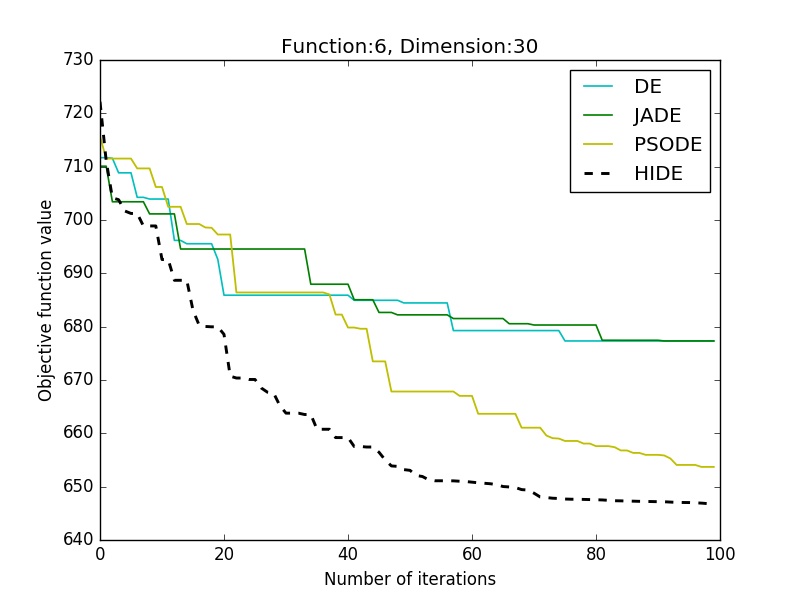 Function:6, Dimension:30
730
720
710
700
690
680
670
660
650
640
Objective function value
DE
JADE
PSODE
HIDE
0 20 40 60 80 100
Number of iterations